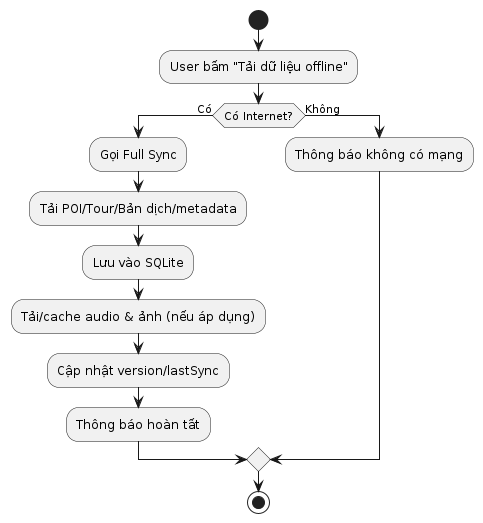 User bấm "Tải dữ liệu offline"
Có
Có Internet?
Không
Gọi Full Sync
Thông báo không có mạng
Tải POI/Tour/Bản dịch/metadata
Lưu vào SQLite
Tải/cache audio & ảnh (nếu áp dụng)
Cập nhật version/lastSync
Thông báo hoàn tất